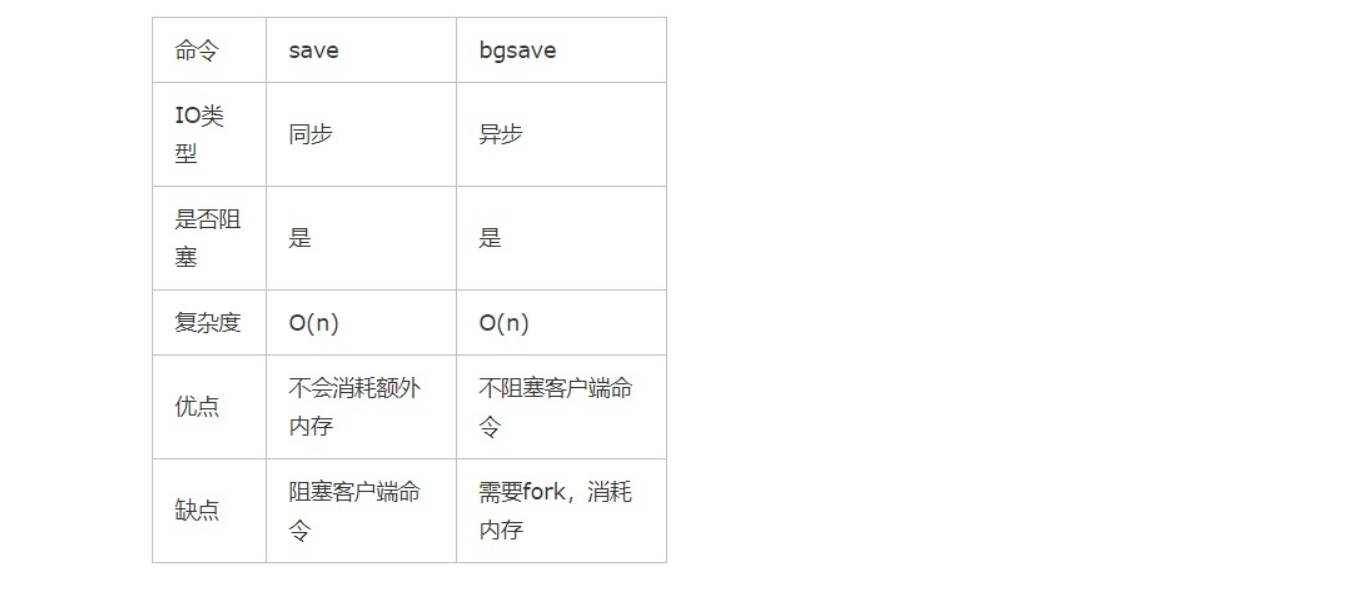 命令 save bgsave
IO类
型
同步 异步
是否阻
塞
是 是
复杂度 O(n) O(n)
优点
不会消耗额外
内存
不阻塞客户端命
令
缺点
阻塞客户端命
令
需要fork，消耗
内存